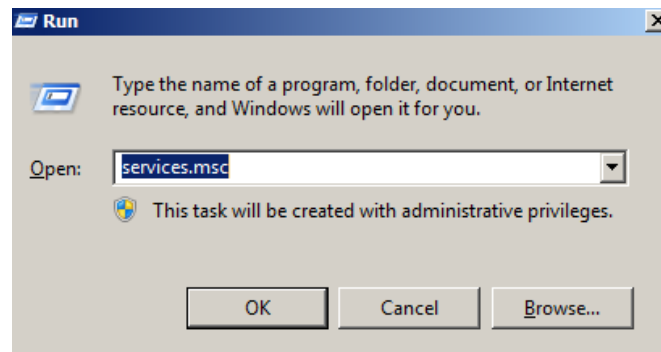 Run
Type the name of a program, folder, document, or Internet
resource, and Windows will open it for you.
Open: services.msc
This task will be created with administrative privileges.
OK Cancel Browse...